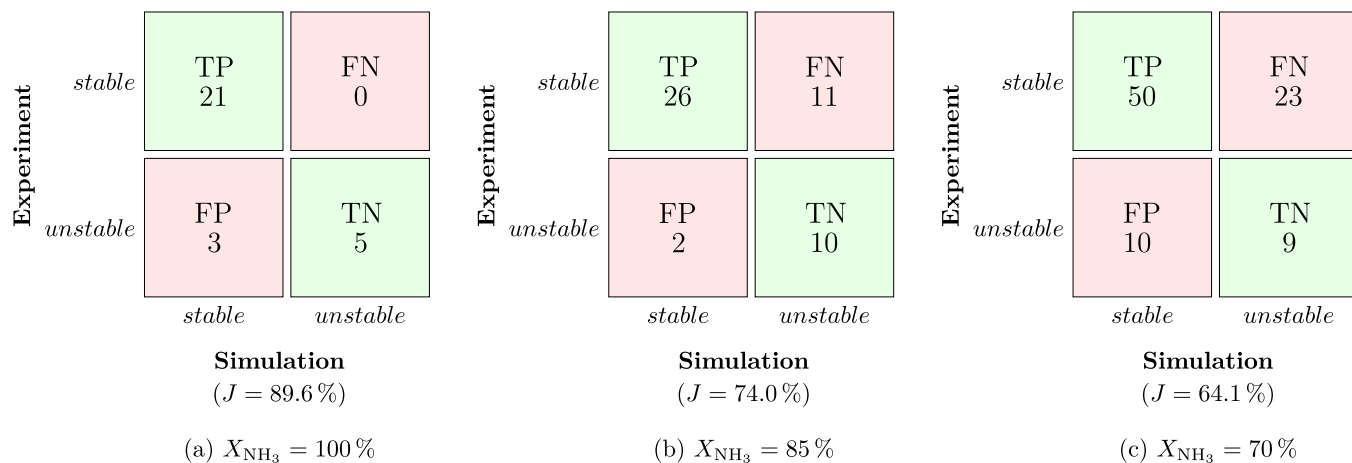 Experiment
stable
unstable
TP
21
FN
0
FP
3
TN
5
stable
unstable
Simulation
(J = 89.6 %)
(a) X_NH₃ = 100 %
Experiment
stable
unstable
TP
26
FN
11
FP
2
TN
10
stable
unstable
Simulation
(J = 74.0 %)
(b) X_NH₃ = 85 %
Experiment
stable
unstable
TP
50
FN
23
FP
10
TN
9
stable
unstable
Simulation
(J = 64.1 %)
(c) X_NH₃ = 70 %